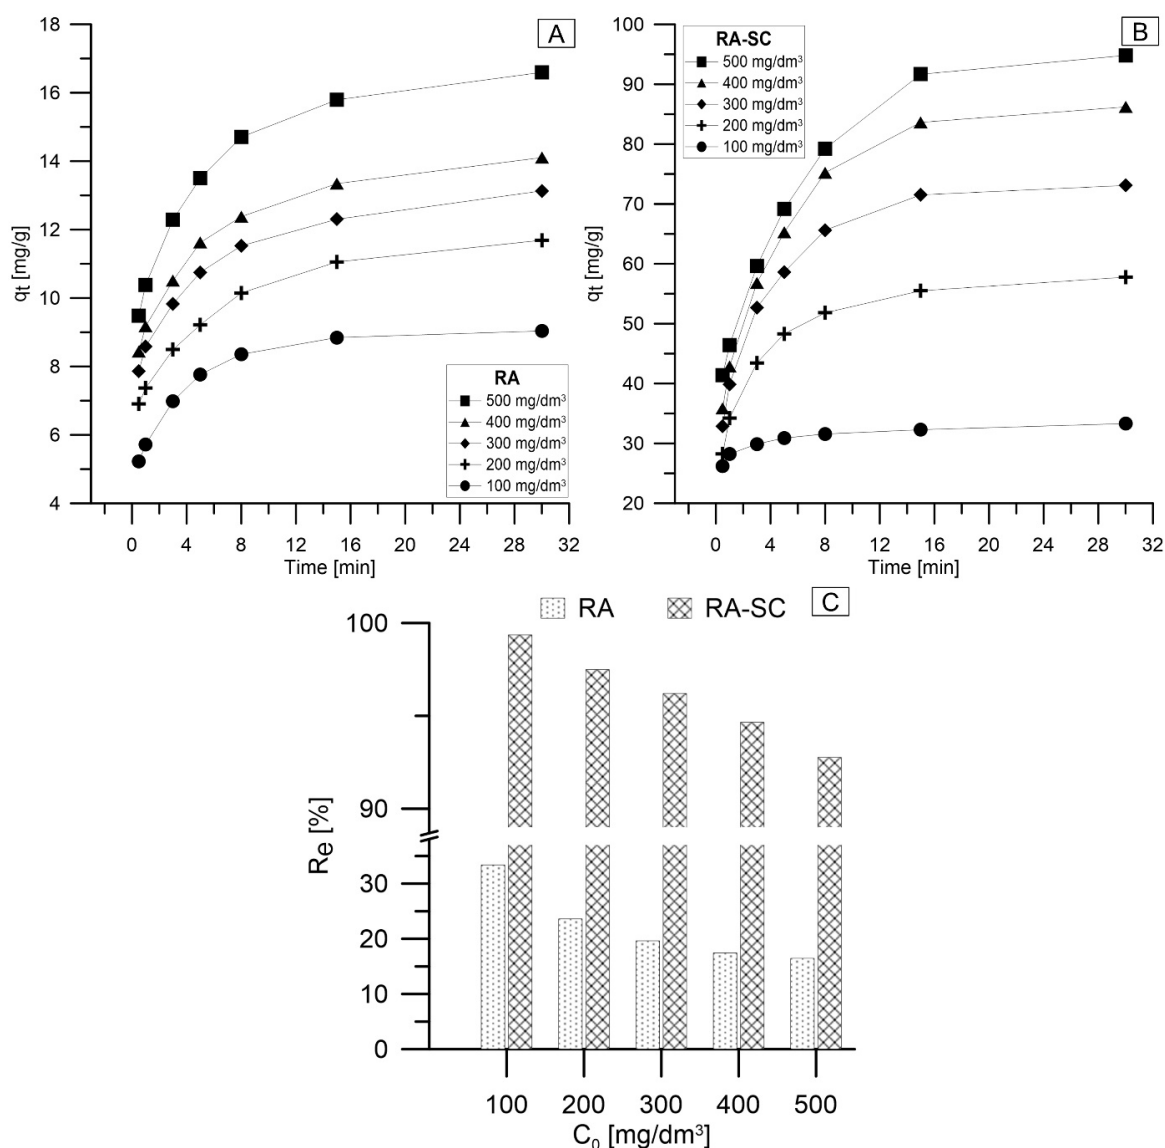 A
18
16
14
12
10
8
6
4
qt [mg/g]
RA
500 mg/dm³
400 mg/dm³
300 mg/dm³
200 mg/dm³
100 mg/dm³
0 4 8 12 16 20 24 28 32
Time [min]
B
100
90
80
70
60
50
40
30
20
qt [mg/g]
RA-SC
500 mg/dm³
400 mg/dm³
300 mg/dm³
200 mg/dm³
100 mg/dm³
0 4 8 12 16 20 24 28 32
Time [min]
RA RA-SC C
100
90
30
20
10
0
Re [%]
100 200 300 400 500
C₀ [mg/dm³]